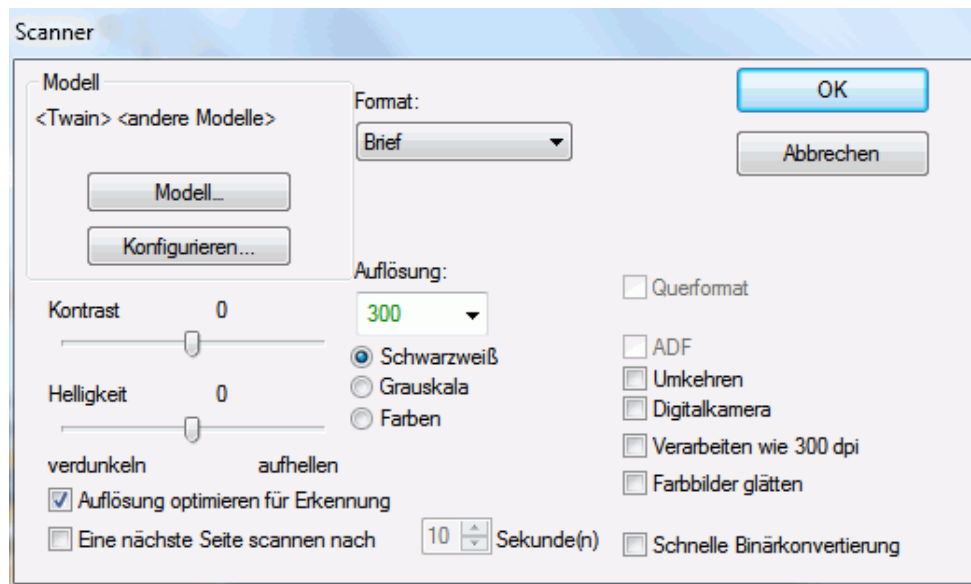 Scanner
Modell
<Twain> <andere Modelle>
Modell...
Konfigurieren...
Format:
Brief
OK
Abbrechen
Auflösung:
300
Schwarzweiß
Grauskala
Farben
Kontrast 0
Helligkeit 0
verdunkeln aufhellen
Auflösung optimieren für Erkennung
Eine nächste Seite scannen nach 10 Sekunde(n)
Querformat
ADF
Umkehren
Digitalkamera
Verarbeiten wie 300 dpi
Farbbilder glätten
Schnelle Binärkonvertierung